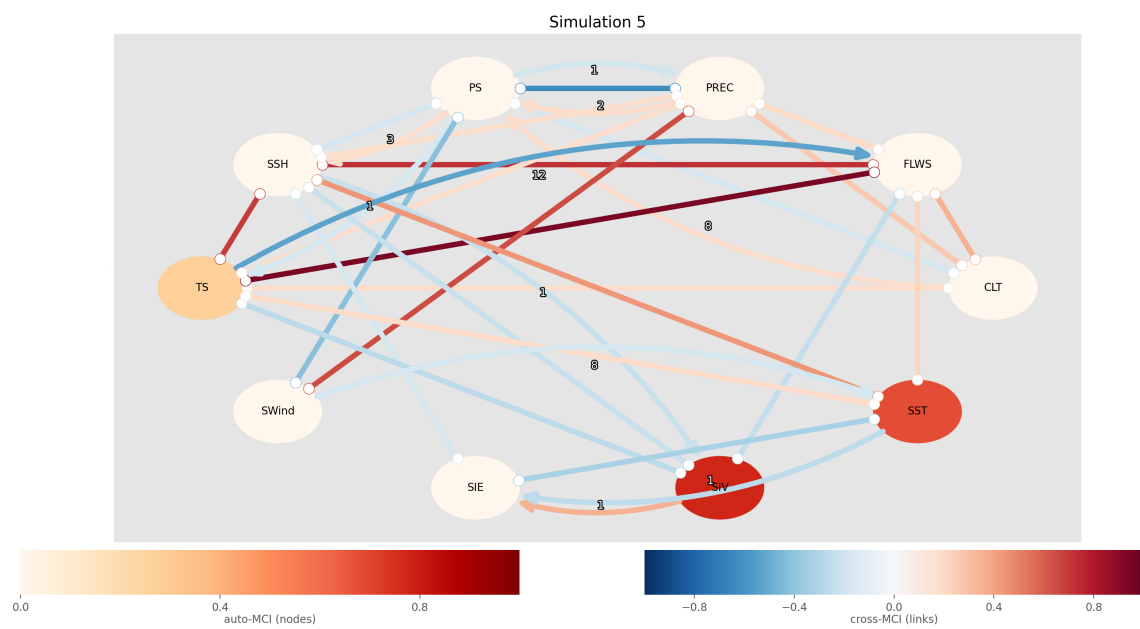 Simulation 5
PS
1
PREC
2
3
SSH
12
FLWS
1
8
TS
1
CLT
8
SWind
SST
SIE
1
SIV
1
0.0
0.4
0.8
auto-MCI (nodes)
−0.8
−0.4
0.0
0.4
0.8
cross-MCI (links)